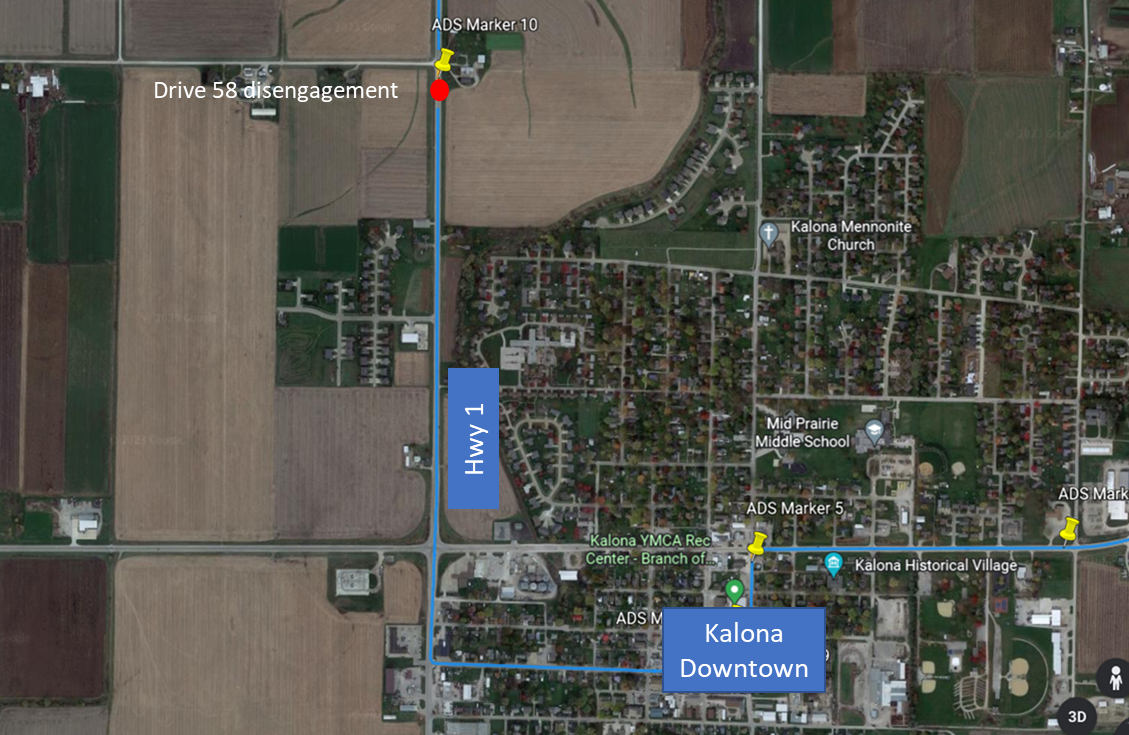 ADS Marker 10
Drive 58 disengagement
Kalona Mennonite
Church
Hwy 1
Mid Prairie
Middle School
ADS Mark
ADS Marker 5
Kalona YMCA Rec
Center - Branch of...
Kalona Historical Village
ADS M
Kalona
Downtown
9
3D